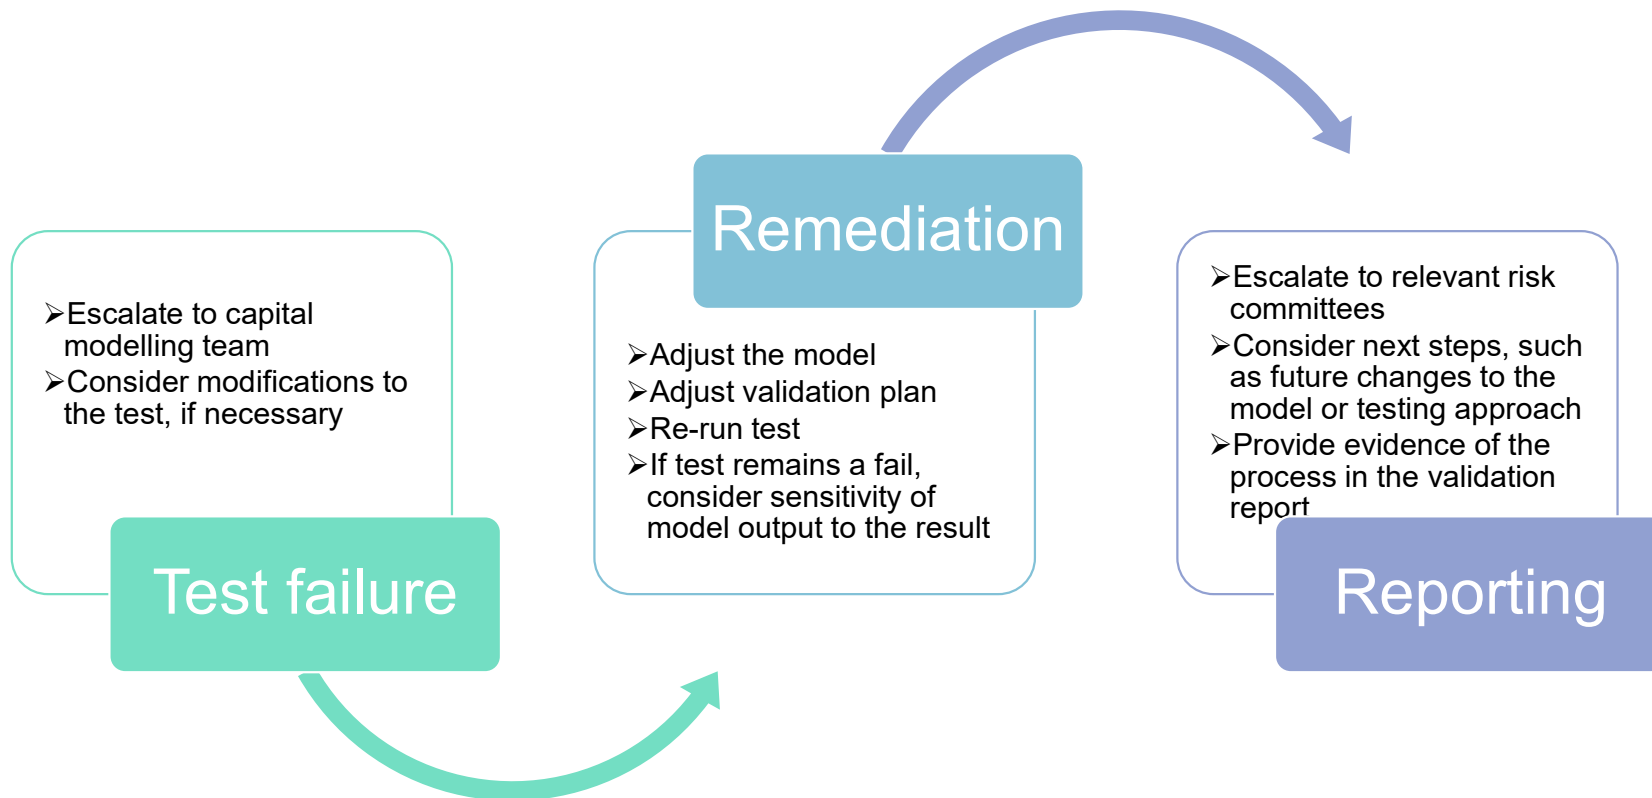 ➢Escalate to capital
modelling team
➢Consider modifications to
the test, if necessary
Test failure
Remediation
➢Adjust the model
➢Adjust validation plan
➢Re-run test
➢If test remains a fail,
consider sensitivity of
model output to the result
➢Escalate to relevant risk
committees
➢Consider next steps, such
as future changes to the
model or testing approach
➢Provide evidence of the
process in the validation
report
Reporting